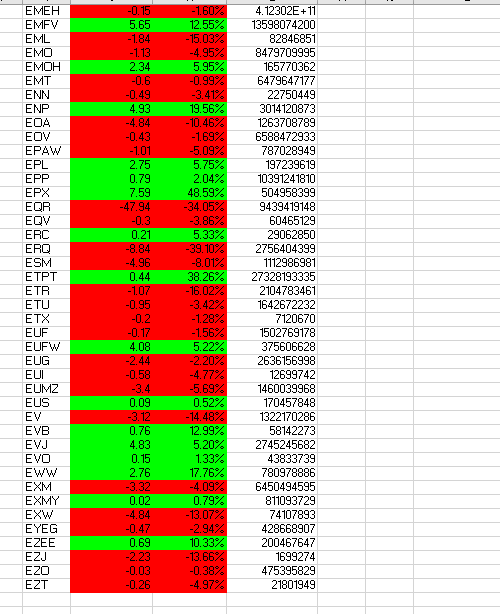 EMEH -0.15 -1.60% 4.12302E+11
EMFV 5.65 12.55% 13598074200
EML -1.84 -15.03% 82846851
EMO -1.13 -4.95% 8479709995
EMOH 2.34 5.95% 165770362
EMT -0.6 -0.99% 6479647177
ENN -0.49 -3.41% 22750449
ENP 4.93 19.56% 3014120873
EOA -4.84 -10.46% 1263708789
EOV -0.43 -1.69% 6588472933
EPAW -1.01 -5.09% 787028949
EPL 2.75 5.75% 197239619
EPP 0.79 2.04% 10391241810
EPX 7.59 48.59% 504958399
EQR -47.94 -34.05% 9439419148
EQV -0.3 -3.86% 60465129
ERC 0.21 5.33% 29062850
ERQ -8.84 -39.10% 2756404399
ESM -4.96 -8.01% 1112986981
ETPT 0.44 38.26% 27328193335
ETR -1.07 -16.02% 2104783461
ETU -0.95 -3.42% 1642672232
ETX -0.2 -1.28% 7120670
EUF -0.17 -1.56% 1502769178
EUFW 4.08 5.22% 375606628
EUG -2.44 -2.20% 2636156998
EUI -0.58 -4.77% 12699742
EUMZ -3.4 -5.69% 1460039968
EUS 0.09 0.52% 170457848
EV -3.12 -14.48% 1322170286
EVB 0.76 12.99% 58142273
EVJ 4.83 5.20% 2745245682
EVO 0.15 1.33% 43833739
EWW 2.76 17.76% 780978886
EXM -3.32 -4.09% 6450494595
EXMY 0.02 0.79% 811093729
EXW -4.84 -13.07% 74107893
EYEG -0.47 -2.94% 428668907
EZEE 0.69 10.33% 200467647
EZJ -2.23 -13.66% 1699274
EZO -0.03 -0.38% 475395829
EZT -0.26 -4.97% 21801949